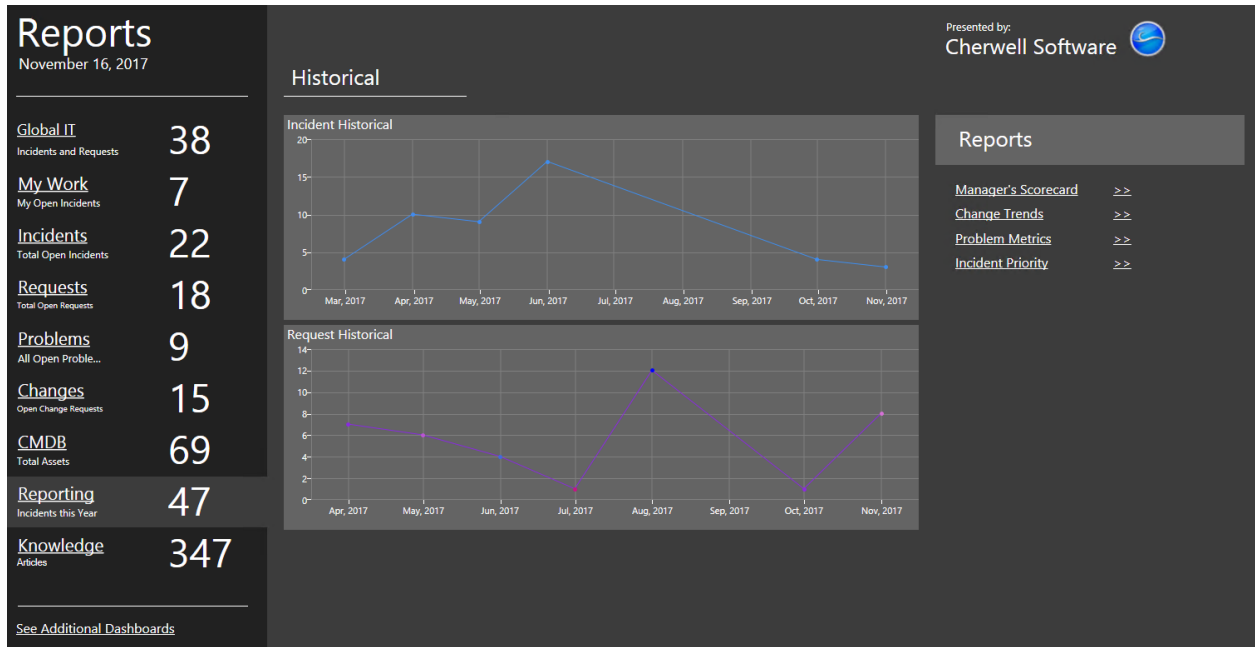 Reports
November 16, 2017
Global IT
Incidents and Requests
38
My Work
My Open Incidents
7
Incidents
Total Open Incidents
22
Requests
Total Open Requests
18
Problems
All Open Proble...
9
Changes
Open Change Requests
15
CMDB
Total Assets
69
Reporting
Incidents this Year
47
Knowledge
Articles
347
See Additional Dashboards
Historical
Incident Historical
20
15
10
5
0
Mar, 2017 Apr, 2017 May, 2017 Jun, 2017 Jul, 2017 Aug, 2017 Sep, 2017 Oct, 2017 Nov, 2017
Request Historical
14
12
10
8
6
4
2
0
Apr, 2017 May, 2017 Jun, 2017 Jul, 2017 Aug, 2017 Sep, 2017 Oct, 2017 Nov, 2017
Presented by:
Cherwell Software
Reports
Manager's Scorecard >>
Change Trends >>
Problem Metrics >>
Incident Priority >>